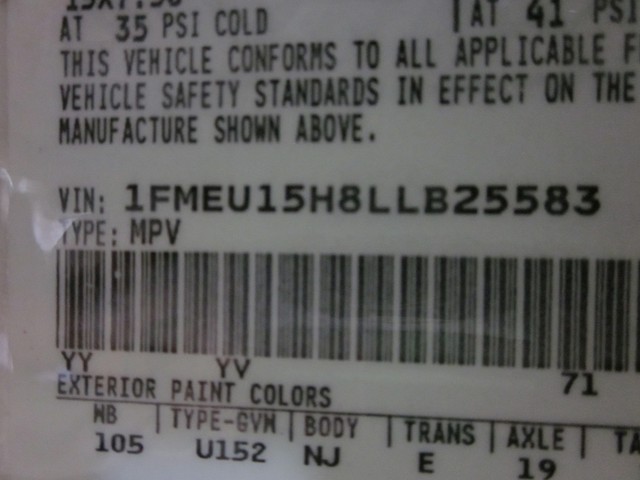 AT 35 PSI COLD AT 41 PSI
THIS VEHICLE CONFORMS TO ALL APPLICABLE F
VEHICLE SAFETY STANDARDS IN EFFECT ON THE
MANUFACTURE SHOWN ABOVE.
VIN: 1FMEU15H8LLB25583
TYPE: MPV
YY YV 71
EXTERIOR PAINT COLORS
WB TYPE-GVM BODY TRANS AXLE TA
105 U152 NJ E 19